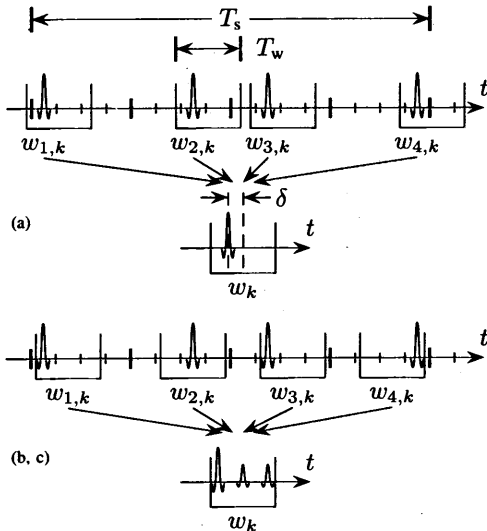 T_s
T_w
t
w_{1,k} w_{2,k} w_{3,k} w_{4,k}
δ
(a)
t
w_k
t
w_{1,k} w_{2,k} w_{3,k} w_{4,k}
(b, c)
t
w_k